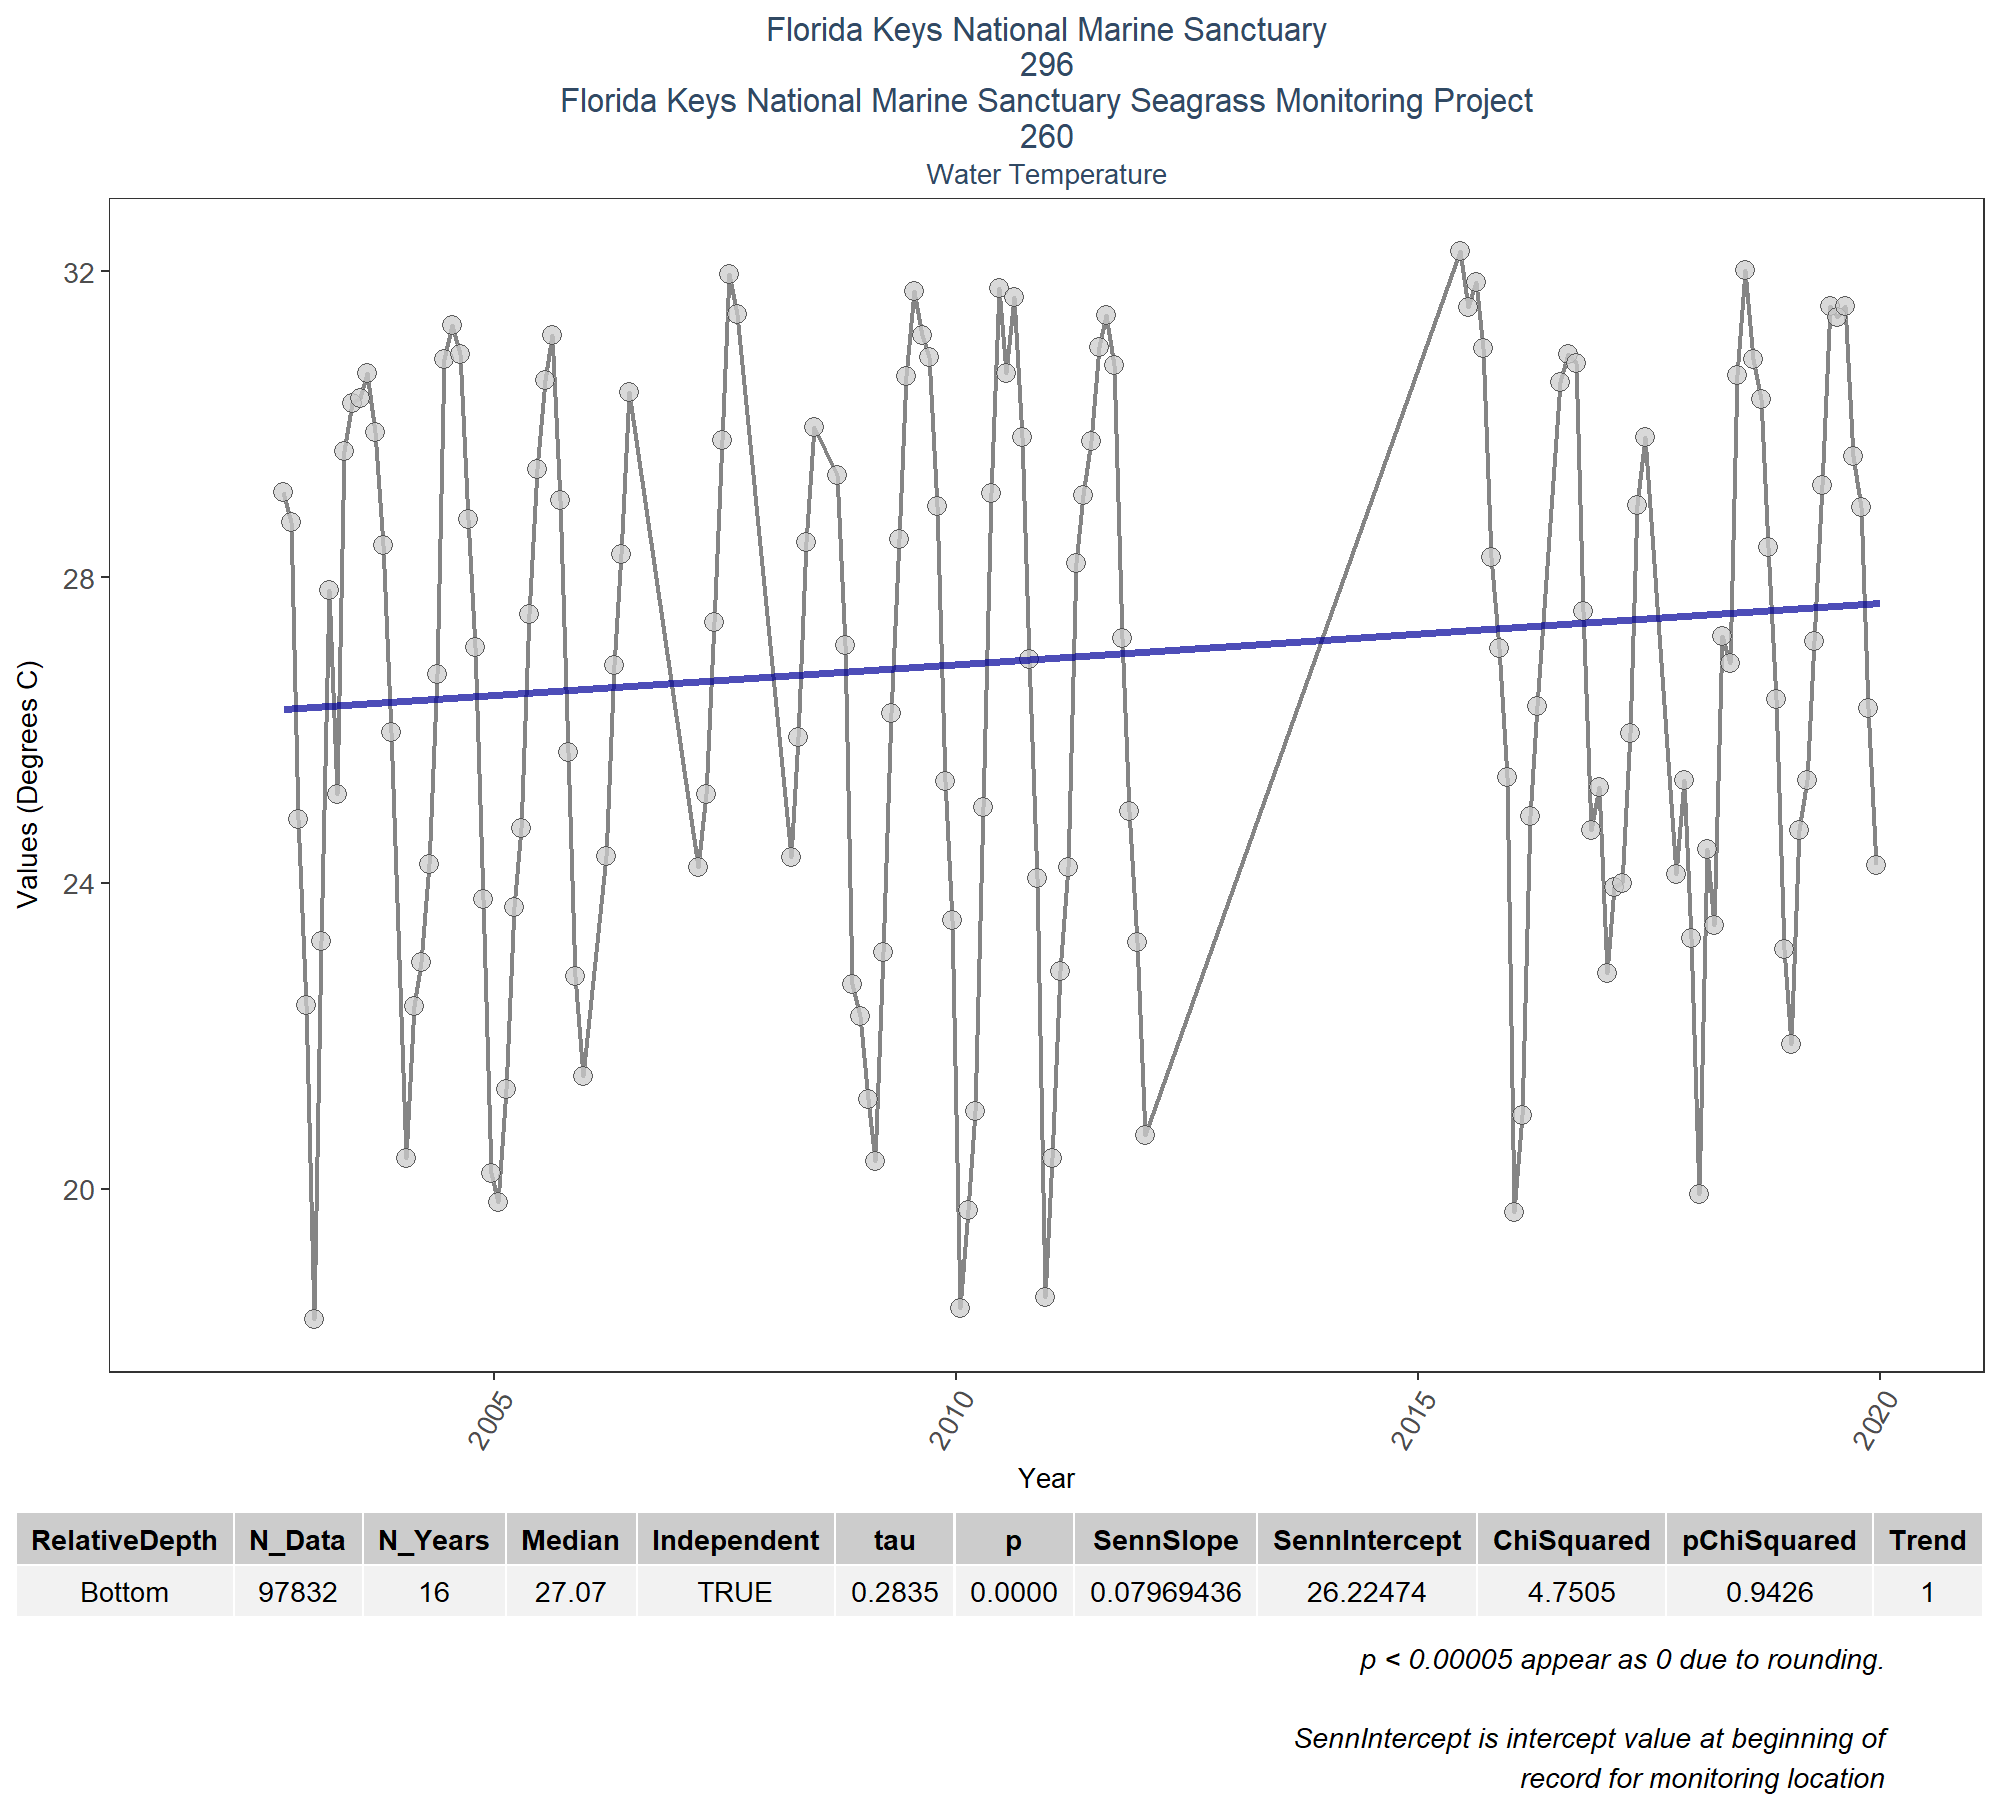 Florida Keys National Marine Sanctuary
296
Florida Keys National Marine Sanctuary Seagrass Monitoring Project
260
Water Temperature
Values (Degrees C)
32
28
24
20
2005
2010
2015
2020
Year
RelativeDepth N_Data N_Years Median Independent tau p SennSlope SennIntercept ChiSquared pChiSquared Trend
Bottom 97832 16 27.07 TRUE 0.2835 0.0000 0.07969436 26.22474 4.7505 0.9426 1
p < 0.00005 appear as 0 due to rounding.
SennIntercept is intercept value at beginning of
record for monitoring location